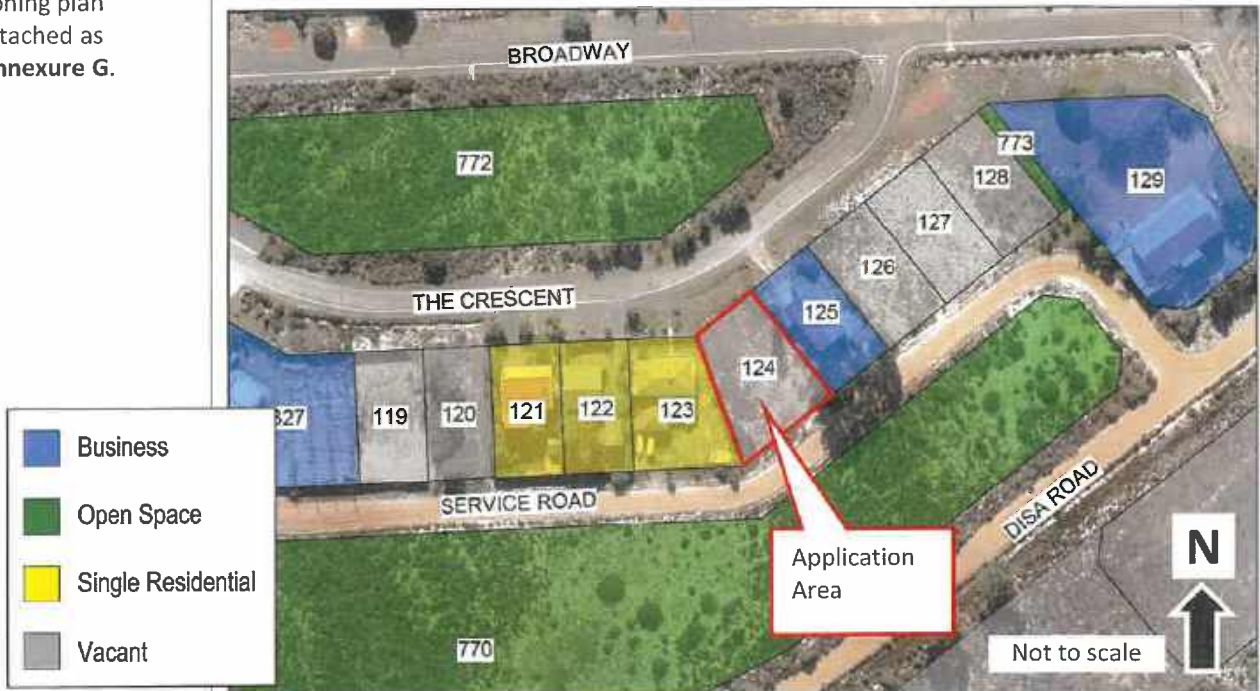 oning plan
tached as
nnexure G.
BROADWAY
772
773
128
129
127
126
THE CRESCENT
125
124
119
120
121
122
123
SERVICE ROAD
DISA ROAD
770
Application
Area
Business
Open Space
Single Residential
Vacant
N
Not to scale